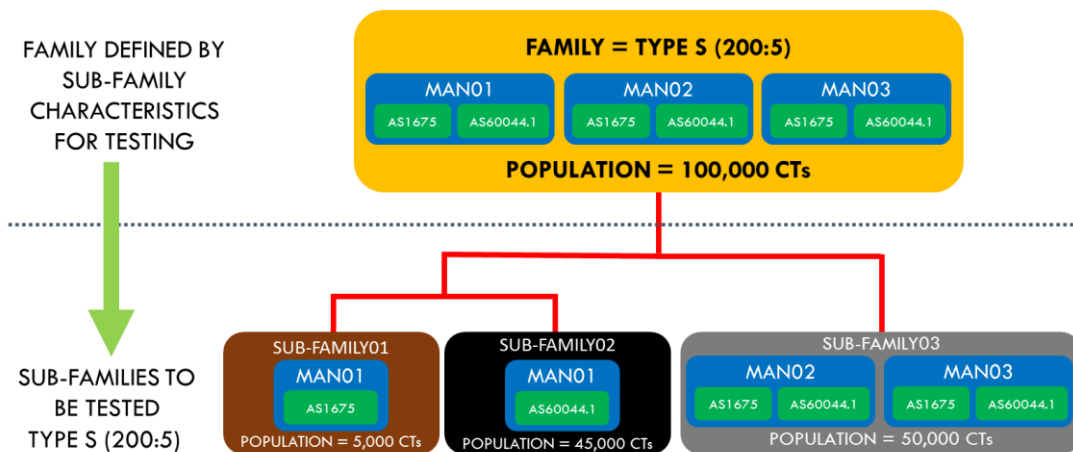 FAMILY DEFINED BY
SUB-FAMILY
CHARACTERISTICS
FOR TESTING
FAMILY = TYPE S (200:5)
MAN01
AS1675
AS60044.1
MAN02
AS1675
AS60044.1
MAN03
AS1675
AS60044.1
POPULATION = 100,000 CTs
SUB-FAMILIES TO
BE TESTED
TYPE S (200:5)
SUB-FAMILY01
MAN01
AS1675
POPULATION = 5,000 CTs
SUB-FAMILY02
MAN01
AS60044.1
POPULATION = 45,000 CTs
SUB-FAMILY03
MAN02
AS1675
AS60044.1
MAN03
AS1675
AS60044.1
POPULATION = 50,000 CTs